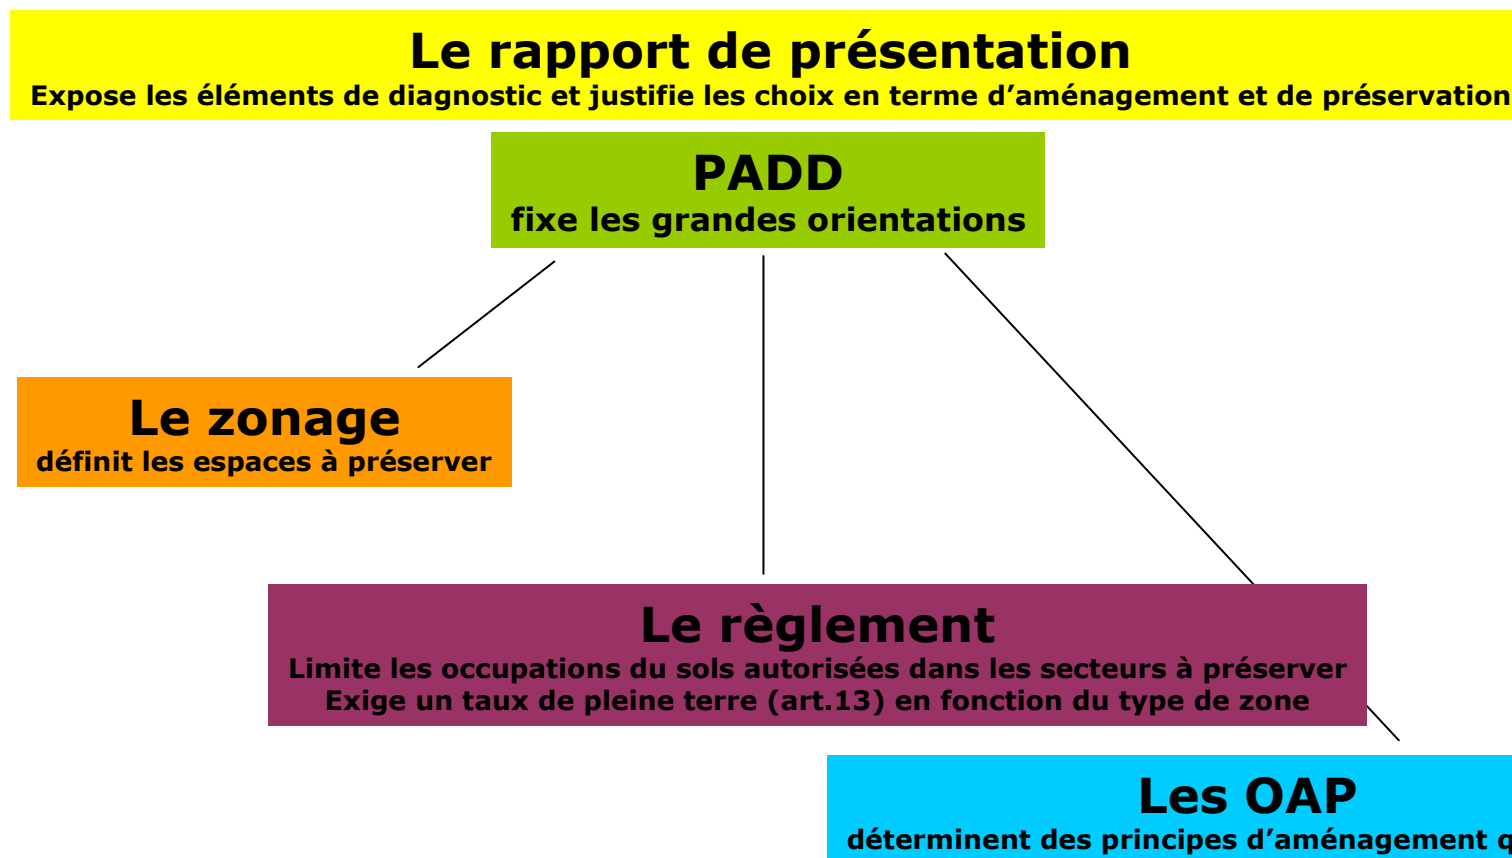 Le rapport de présentation
Expose les éléments de diagnostic et justifie les choix en terme d’aménagement et de préservation
PADD
fixe les grandes orientations
Le zonage
définit les espaces à préserver
Le règlement
Limite les occupations du sols autorisées dans les secteurs à préserver
Exige un taux de pleine terre (art.13) en fonction du type de zone
Les OAP
déterminent des principes d’aménagement